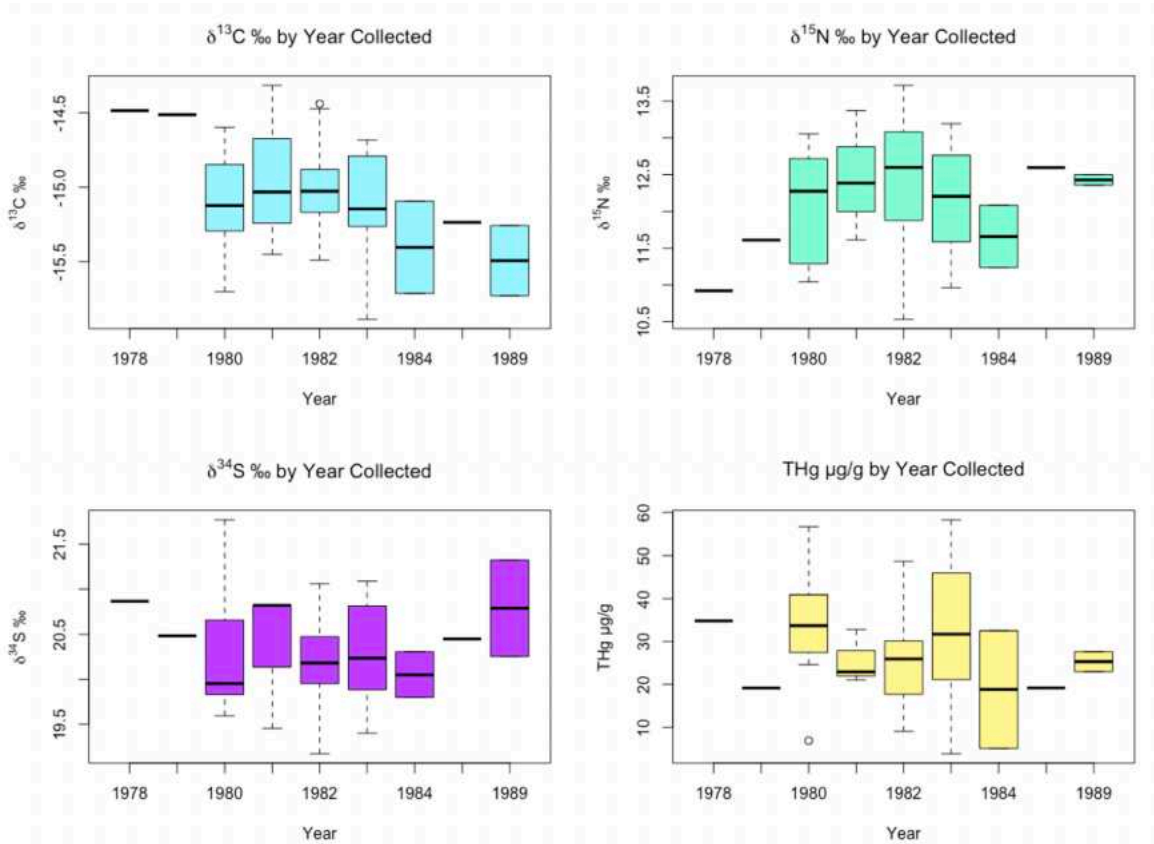 δ¹³C ‰ by Year Collected
δ¹³C ‰
-14.5
-15.0
-15.5
1978 1980 1982 1984 1989
Year
δ¹⁵N ‰ by Year Collected
δ¹⁵N ‰
13.5
12.5
11.5
10.5
1978 1980 1982 1984 1989
Year
δ³⁴S ‰ by Year Collected
δ³⁴S ‰
21.5
20.5
19.5
1978 1980 1982 1984 1989
Year
THg µg/g by Year Collected
THg µg/g
60
50
40
30
20
10
1978 1980 1982 1984 1989
Year